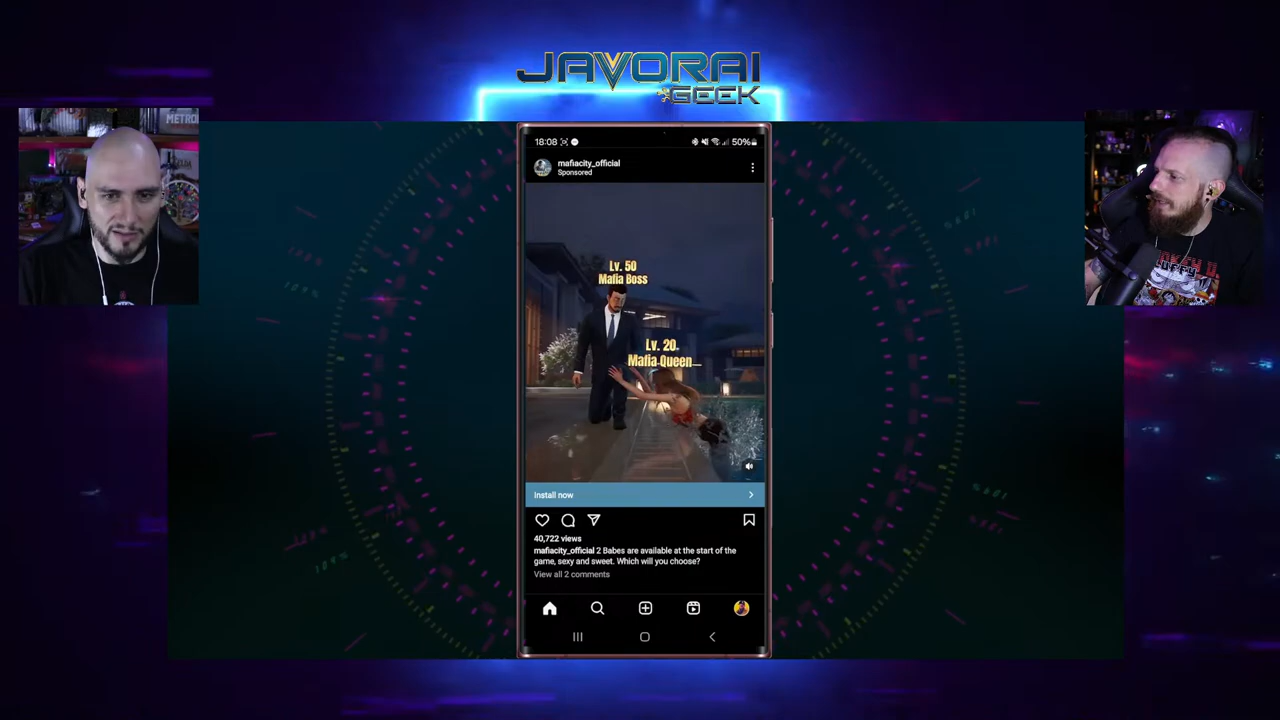 JAVORAI
GEEK
METRO
18:08
50%
mafiacity_official
Sponsored
Lv. 50
Mafia Boss
Lv. 20
Mafia Queen
Install now
40,722 views
mafiacity_official 2 Babes are available at the start of the
game, sexy and sweet. Which will you choose?
View all 2 comments